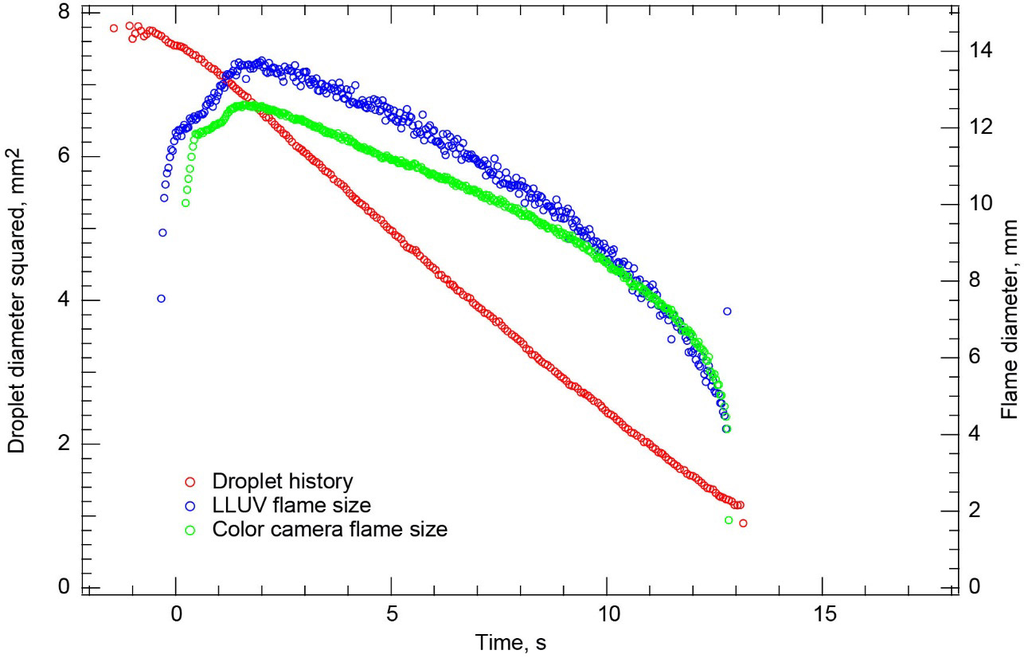 8
6
4
2
0
Droplet diameter squared, mm2
14
12
10
8
6
4
2
0
Flame diameter, mm
Droplet history
LLUV flame size
Color camera flame size
0 5 10 15
Time, s